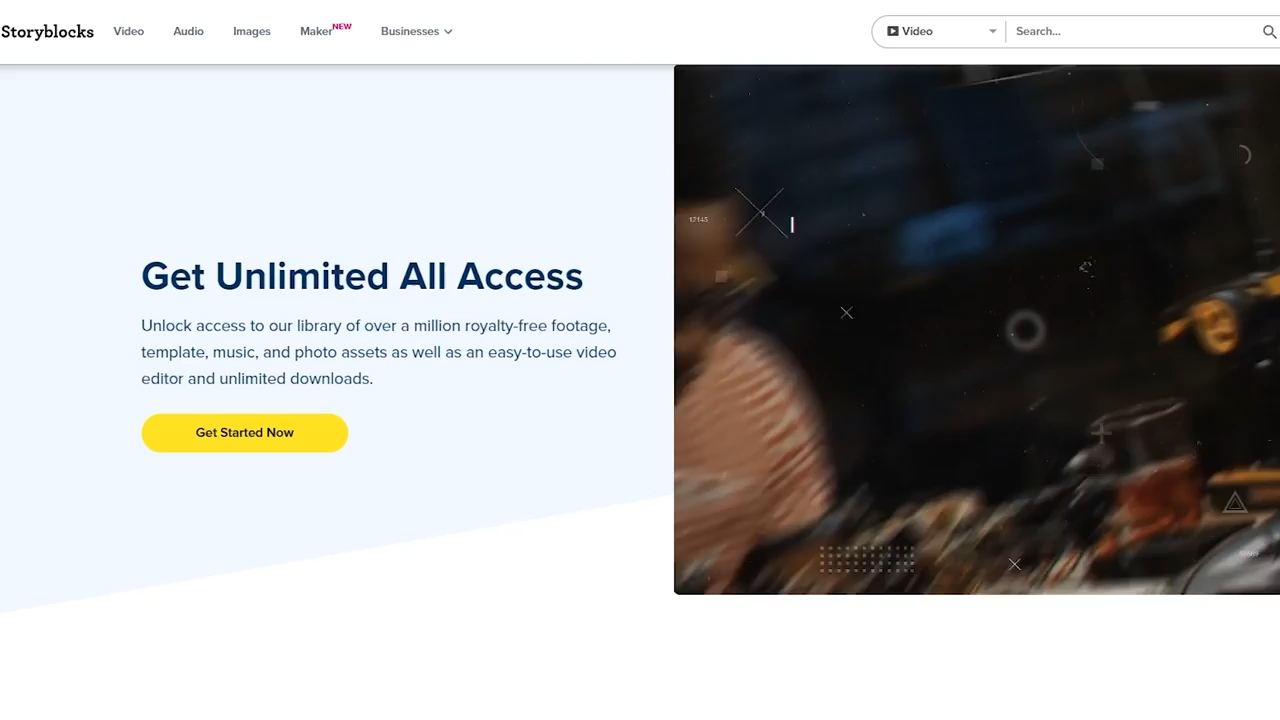 Storyblocks Video Audio Images Maker NEW Businesses Video Search...
12145
Get Unlimited All Access
Unlock access to our library of over a million royalty-free footage,
template, music, and photo assets as well as an easy-to-use video
editor and unlimited downloads.
Get Started Now